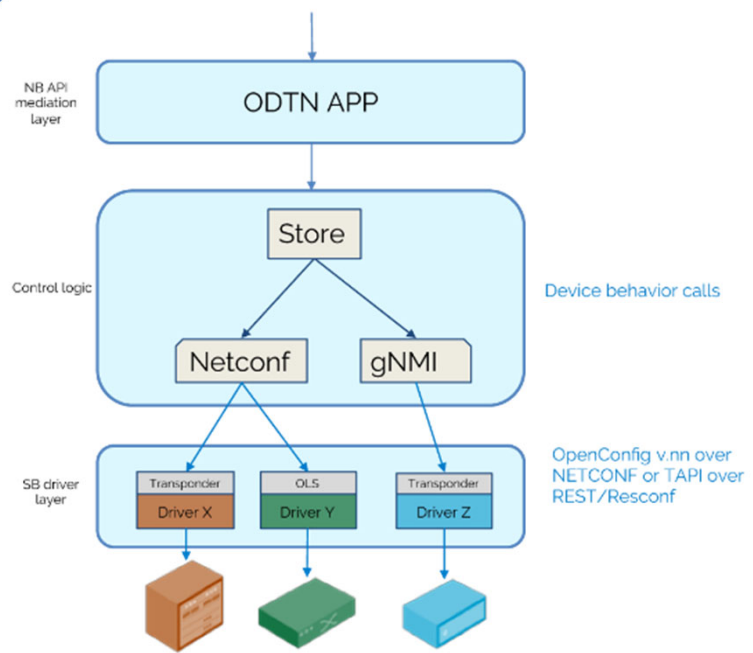 NB API
mediation
layer
ODTN APP
Store
Control logic
Device behavior calls
Netconf
gNMI
OpenConfig v.nn over
NETCONF or TAPI over
REST/Resconf
SB driver
layer
Transponder
Driver X
OLS
Driver Y
Transponder
Driver Z